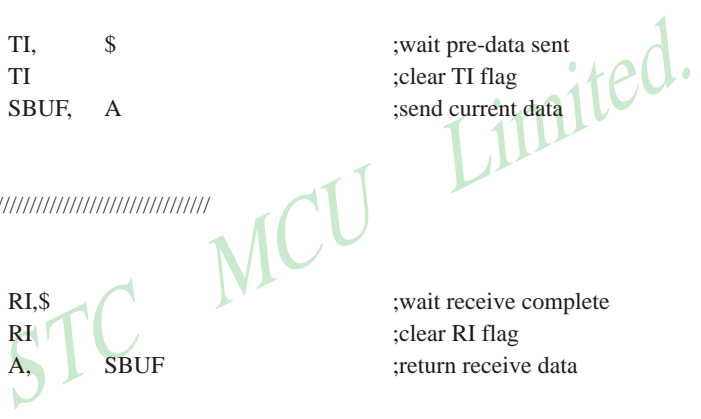 TI, $ ;wait pre-data sent
TI ;clear TI flag
SBUF, A ;send current data
////////////////////////////////
RI,$ ;wait receive complete
RI ;clear RI flag
A, SBUF ;return receive data
STC MCU Limited.